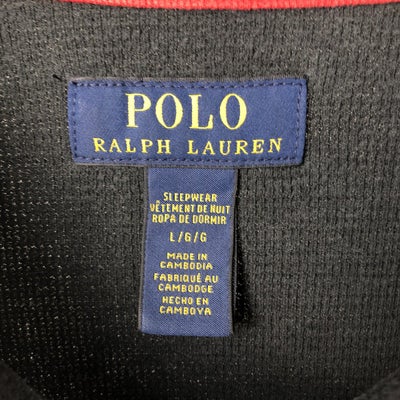 POLO
RALPH LAUREN
SLEEPWEAR
VÊTEMENT DE NUIT
ROPA DE DORMIR
L/G/G
MADE IN
CAMBODIA
FABRIQUÉ AU
CAMBODGE
HECHO EN
CAMBOYA